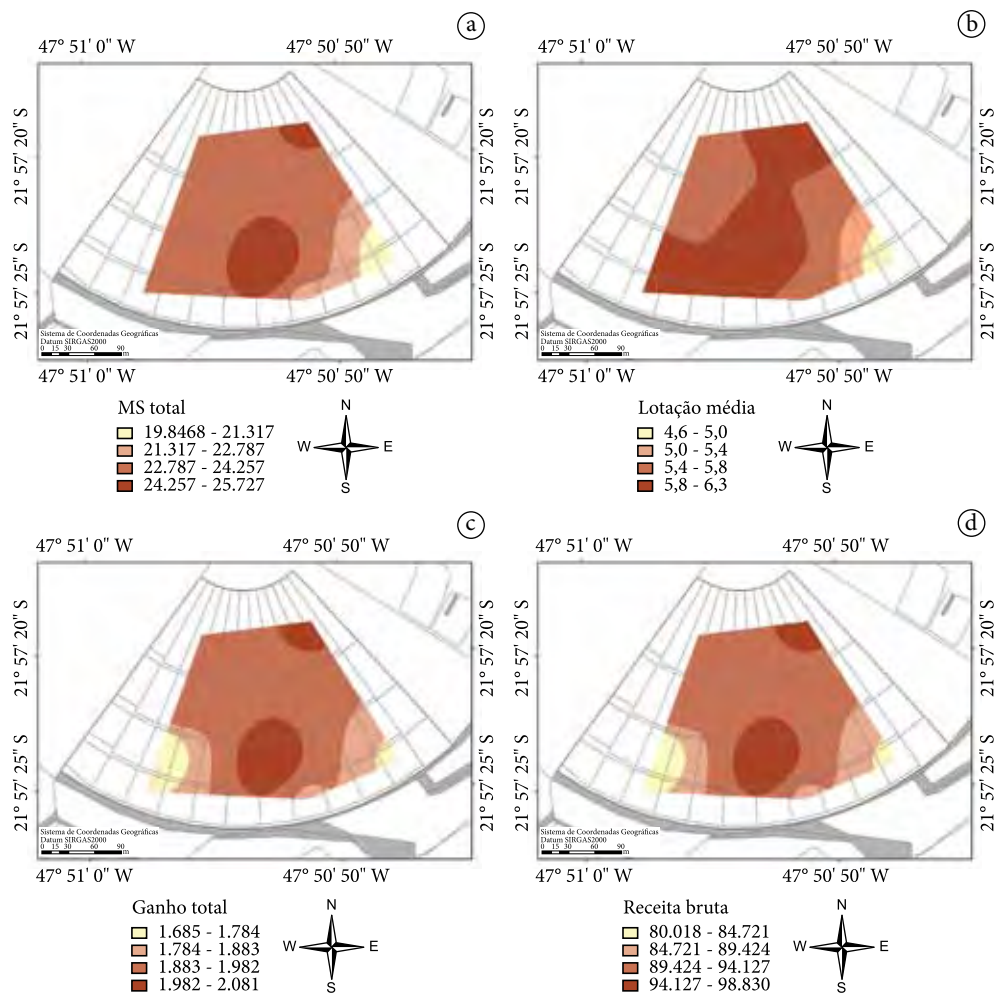 a
47° 51' 0" W 47° 50' 50" W
21° 57' 20" S
21° 57' 25" S
21° 57' 20" S
21° 57' 25" S
Sistema de Coordenadas Geográficas
Datum SIRGAS2000
0 15 30 60 90
m
47° 51' 0" W 47° 50' 50" W
MS total
19.8468 - 21.317
21.317 - 22.787
22.787 - 24.257
24.257 - 25.727
N
W E
S
b
47° 51' 0" W 47° 50' 50" W
21° 57' 20" S
21° 57' 25" S
21° 57' 20" S
21° 57' 25" S
Sistema de Coordenadas Geográficas
Datum SIRGAS2000
0 15 30 60 90
m
47° 51' 0" W 47° 50' 50" W
Lotação média
4,6 - 5,0
5,0 - 5,4
5,4 - 5,8
5,8 - 6,3
N
W E
S
c
47° 51' 0" W 47° 50' 50" W
21° 57' 20" S
21° 57' 25" S
21° 57' 20" S
21° 57' 25" S
Sistema de Coordenadas Geográficas
Datum SIRGAS2000
0 15 30 60 90
m
47° 51' 0" W 47° 50' 50" W
Ganho total
1.685 - 1.784
1.784 - 1.883
1.883 - 1.982
1.982 - 2.081
N
W E
S
d
47° 51' 0" W 47° 50' 50" W
21° 57' 20" S
21° 57' 25" S
21° 57' 20" S
21° 57' 25" S
Sistema de Coordenadas Geográficas
Datum SIRGAS2000
0 15 30 60 90
m
47° 51' 0" W 47° 50' 50" W
Receita bruta
80.018 - 84.721
84.721 - 89.424
89.424 - 94.127
94.127 - 98.830
N
W E
S